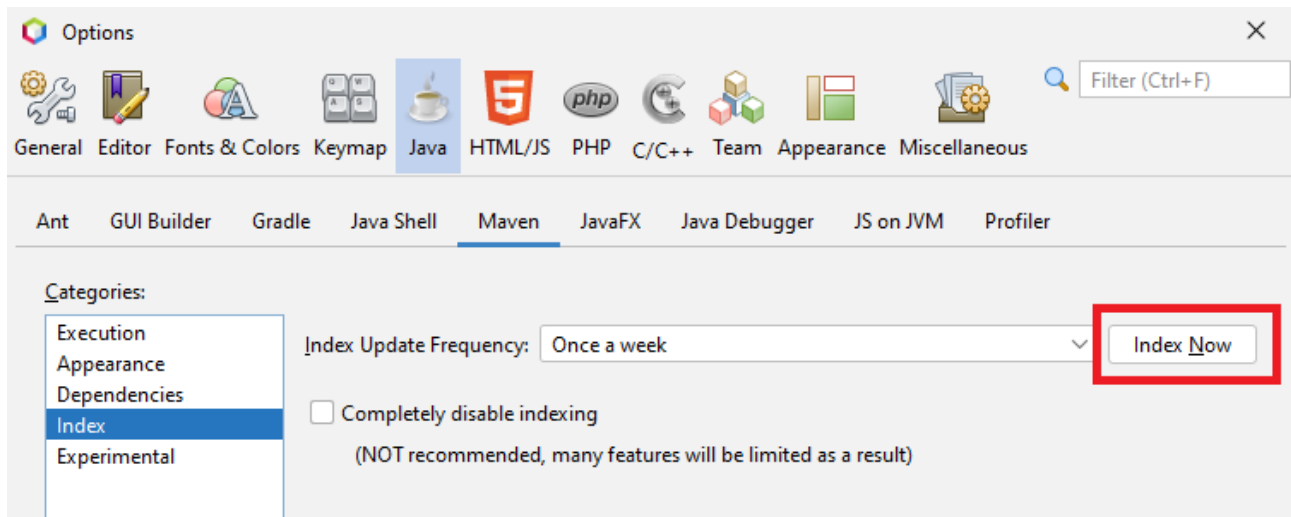 Options
Filter (Ctrl+F)
General Editor Fonts & Colors Keymap Java HTML/JS PHP C/C++ Team Appearance Miscellaneous
Ant GUI Builder Gradle Java Shell Maven JavaFX Java Debugger JS on JVM Profiler
Categories:
Execution
Appearance
Dependencies
Index
Experimental
Index Update Frequency: Once a week Index Now
Completely disable indexing
(NOT recommended, many features will be limited as a result)